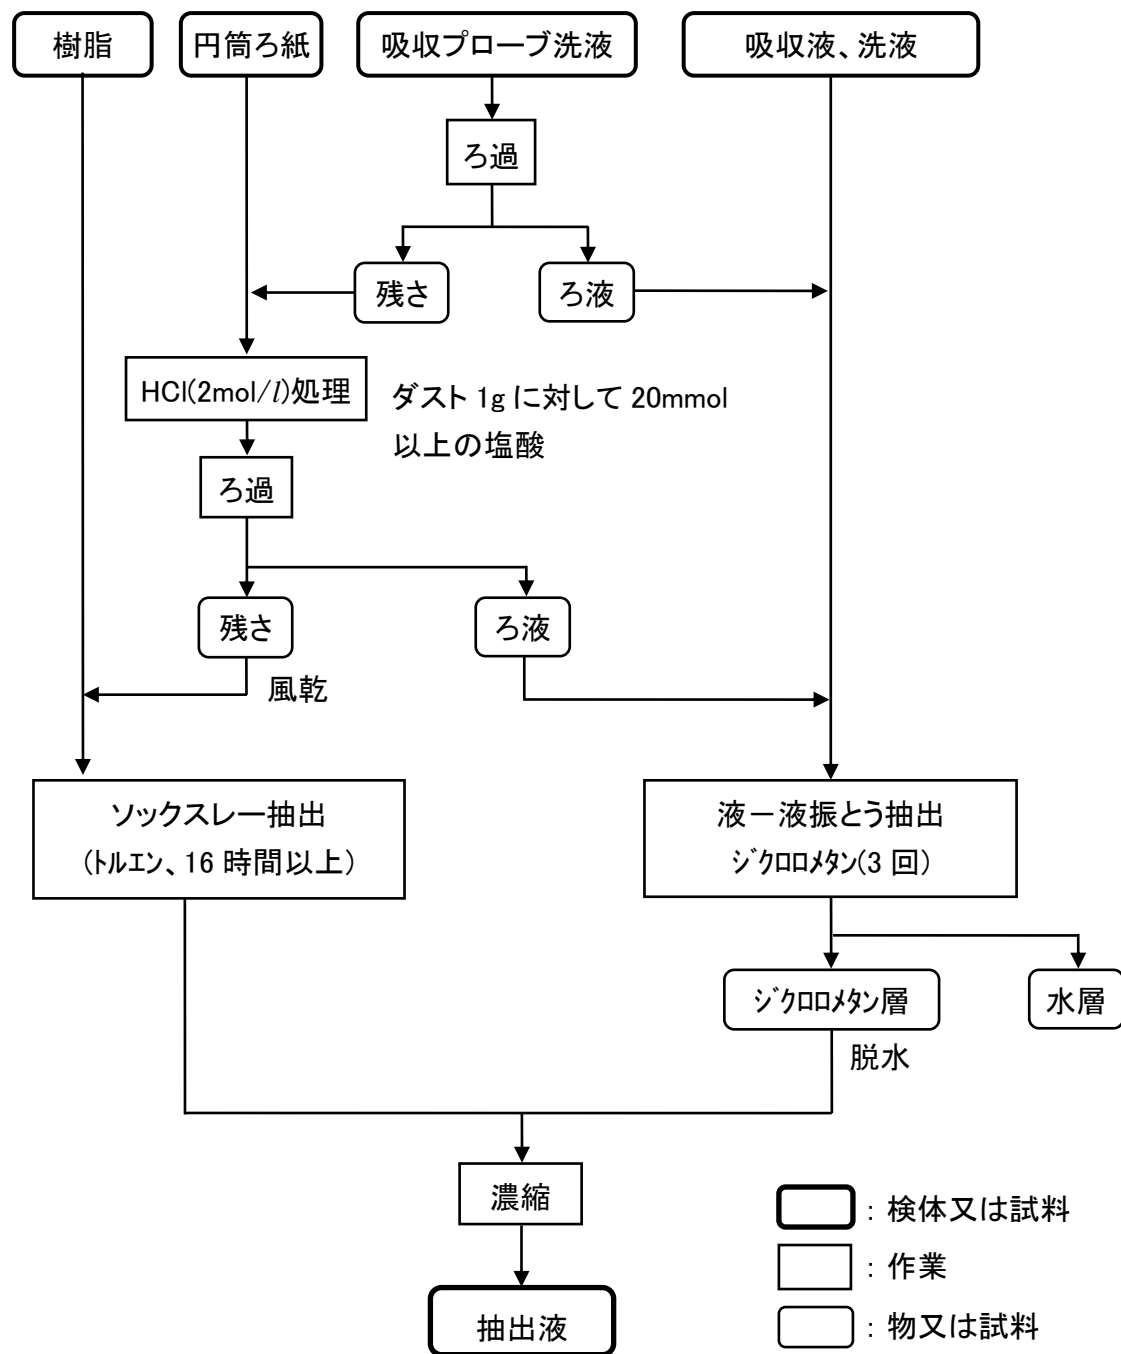 樹脂
円筒ろ紙
吸収プローブ洗液
吸収液、洗液
ろ過
残さ
ろ液
HCl(2mol/l)処理
ダスト 1g に対して 20mmol
以上の塩酸
ろ過
残さ
ろ液
風乾
ソックスレー抽出
(ﾄﾙｴﾝ、16 時間以上)
液－液振とう抽出
ｼﾞｸﾛﾛﾒﾀﾝ(3 回)
ｼﾞｸﾛﾛﾒﾀﾝ層
水層
脱水
濃縮
抽出液
：検体又は試料
：作業
：物又は試料